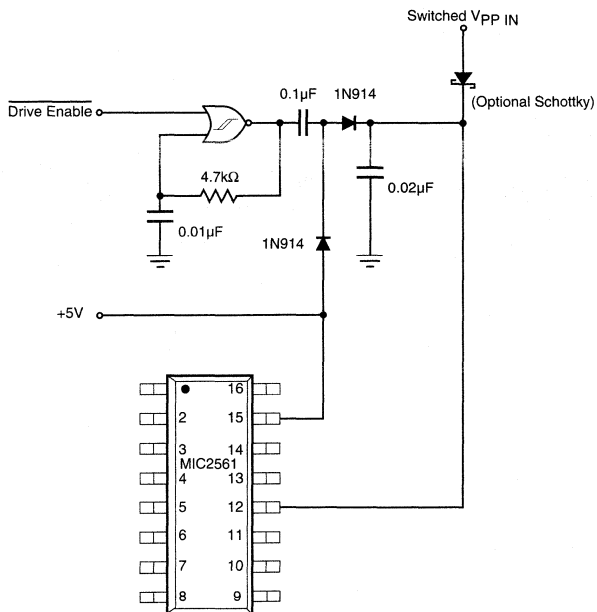 Switched VPP IN
0.1µF
1N914
(Optional Schottky)
Drive Enable
4.7kΩ
0.02µF
0.01µF
1N914
+5V
16
2
15
3
14
MIC2561
4
13
5
12
6
11
7
10
8
9